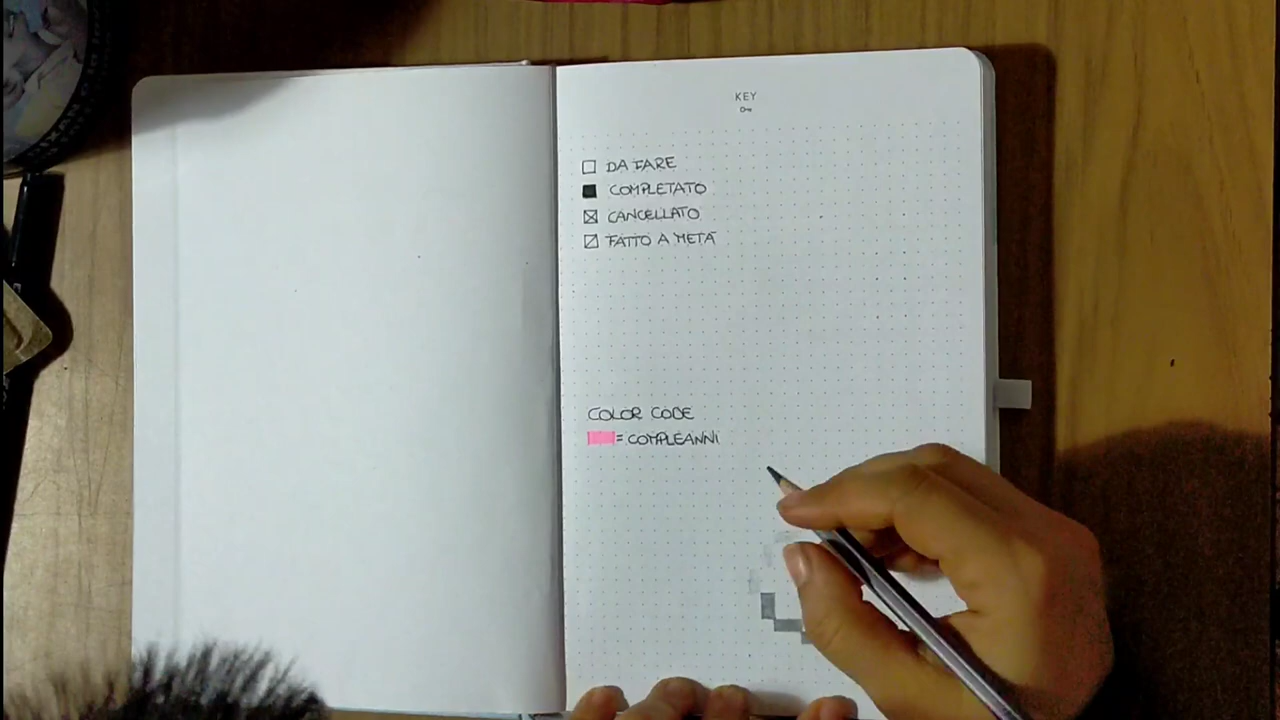 KEY
DA FARE
COMPLETATO
CANCELLATO
FATTO A METÀ
COLOR CODE
= COMPLEANNI